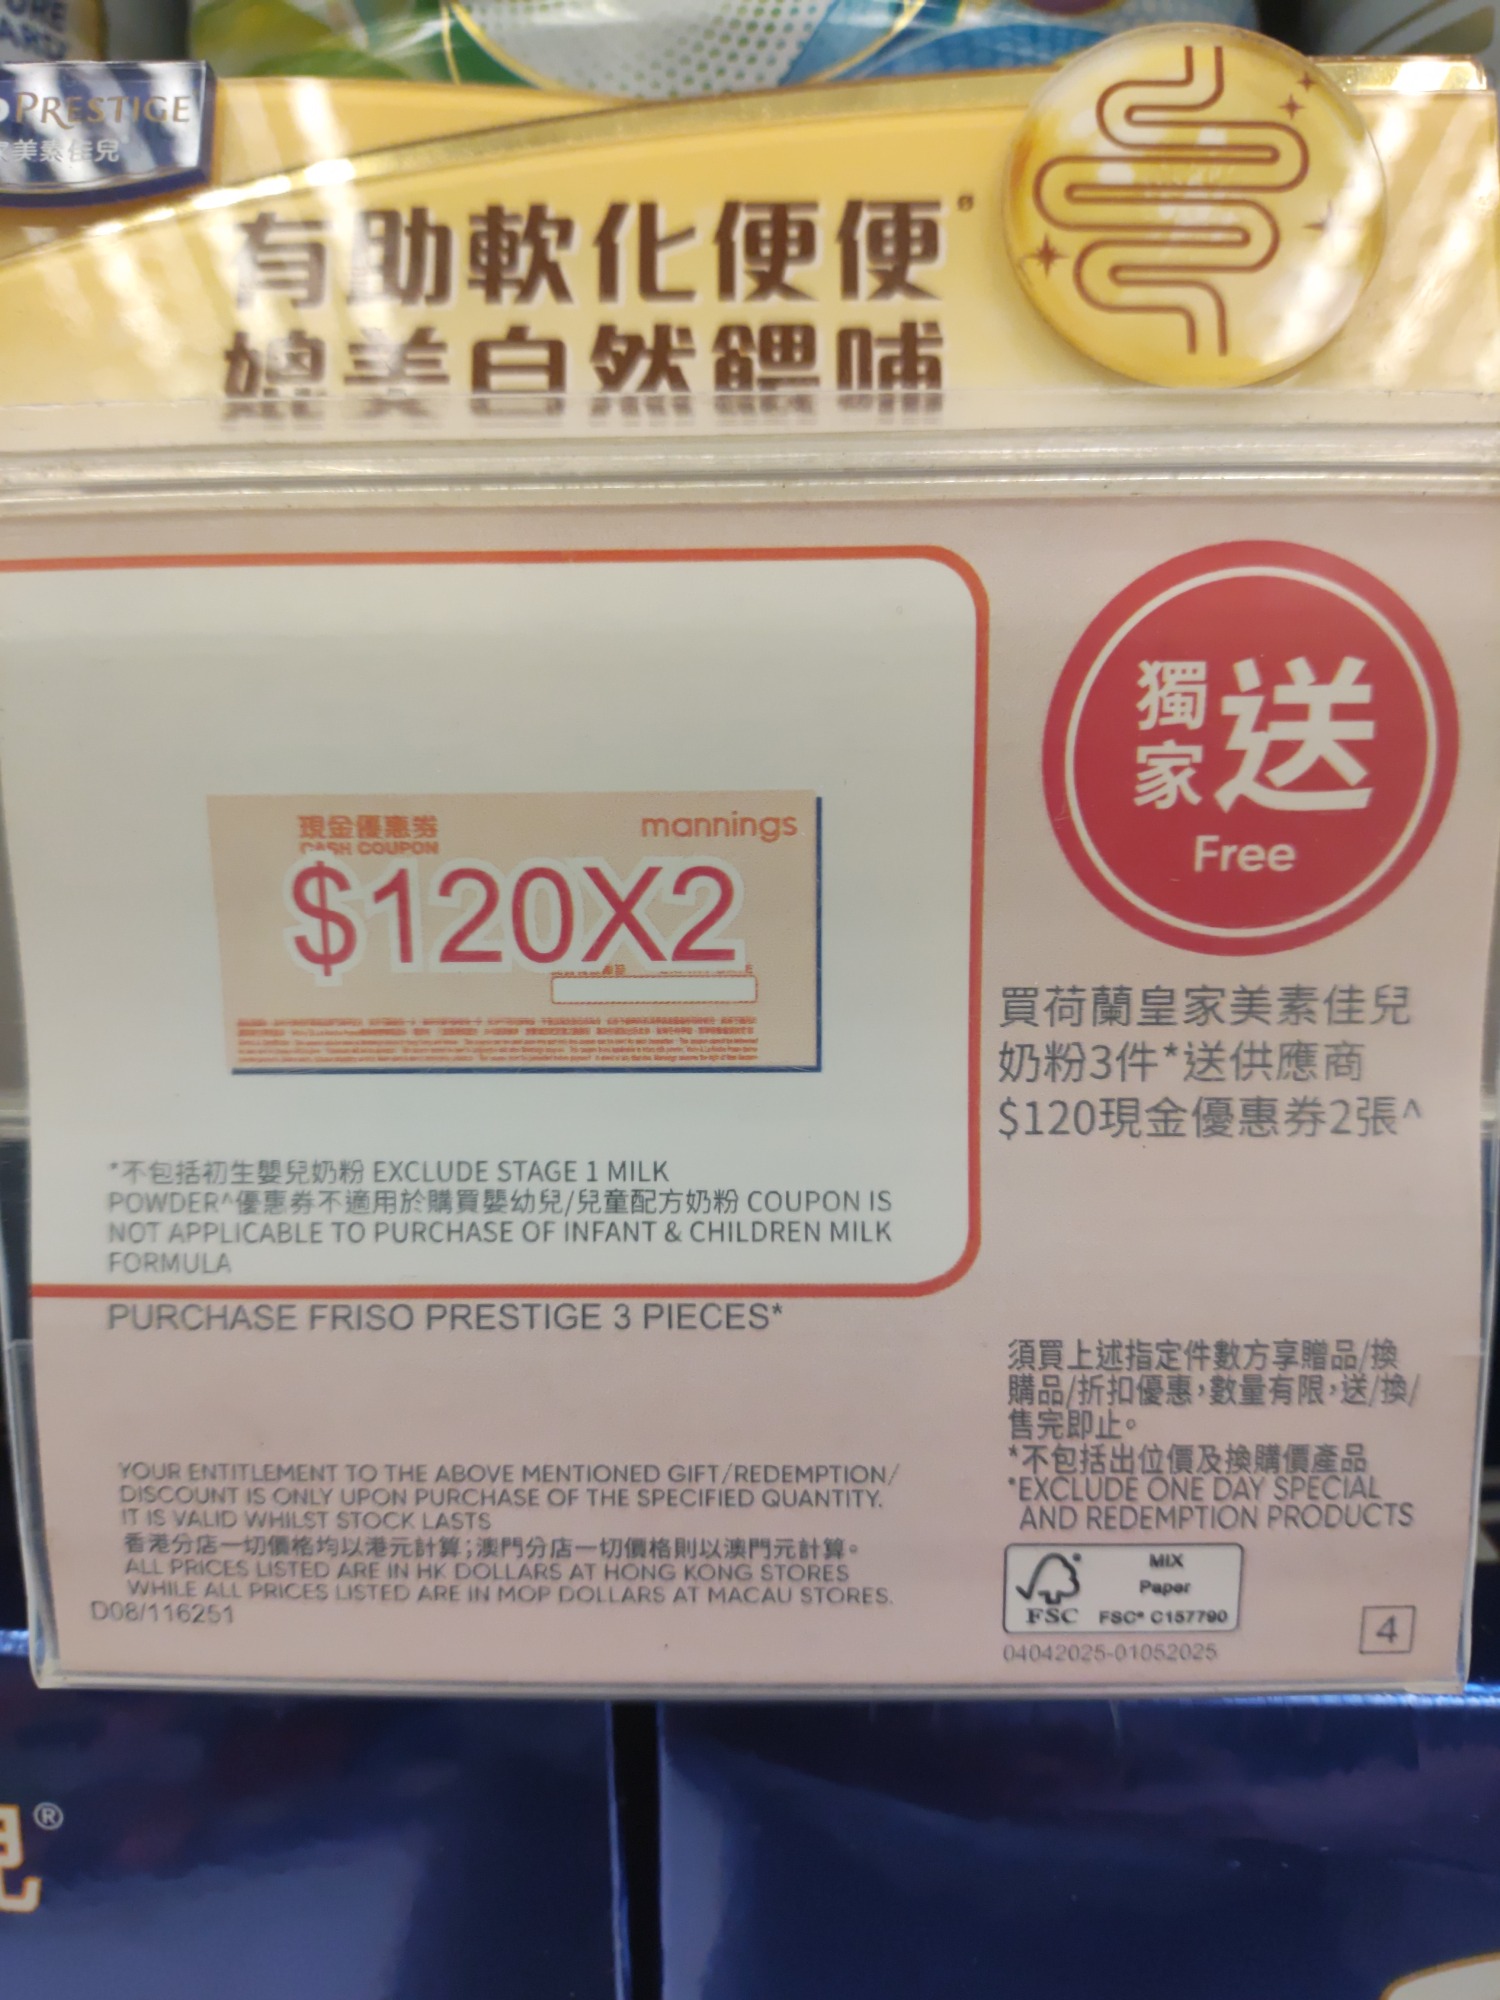 PRESTIGE
美素佳兒
有助軟化便便
媲美自然餵哺
獨家送
Free
現金優惠券
mannings
CASH COUPON
$120X2
買荷蘭皇家美素佳兒
奶粉3件*送供應商
$120現金優惠券2張^
*不包括初生嬰兒奶粉 EXCLUDE STAGE 1 MILK
POWDER^優惠券不適用於購買嬰幼兒/兒童配方奶粉 COUPON IS
NOT APPLICABLE TO PURCHASE OF INFANT & CHILDREN MILK
FORMULA
PURCHASE FRISO PRESTIGE 3 PIECES*
須買上述指定件數方享贈品/換
購品/折扣優惠,數量有限,送/換/
售完即止。
*不包括出位價及換購價產品
*EXCLUDE ONE DAY SPECIAL
AND REDEMPTION PRODUCTS
YOUR ENTITLEMENT TO THE ABOVE MENTIONED GIFT/REDEMPTION/
DISCOUNT IS ONLY UPON PURCHASE OF THE SPECIFIED QUANTITY.
IT IS VALID WHILST STOCK LASTS
香港分店一切價格均以港元計算;澳門分店一切價格則以澳門元計算。
ALL PRICES LISTED ARE IN HK DOLLARS AT HONG KONG STORES
WHILE ALL PRICES LISTED ARE IN MOP DOLLARS AT MACAU STORES.
D08/116251
MIX
Paper
FSC
FSC® C157790
04042025-01052025
4
兒®